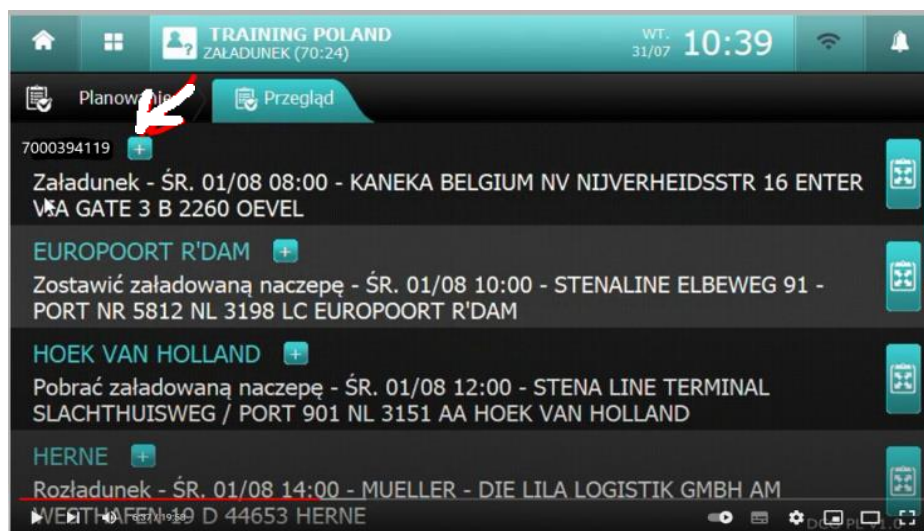 TRAINING POLAND
ZAŁADUNEK (70:24)
WT.
31/07
10:39
Planowanie
Przegląd
7000394119 +
Załadunek - ŚR. 01/08 08:00 - KANEKA BELGIUM NV NIJVERHEIDSSTR 16 ENTER
VIA GATE 3 B 2260 OEVEL
EUROPOORT R'DAM +
Zostawić załadowaną naczepę - ŚR. 01/08 10:00 - STENALINE ELBEWEG 91 -
PORT NR 5812 NL 3198 LC EUROPOORT R'DAM
HOEK VAN HOLLAND +
Pobrać załadowaną naczepę - ŚR. 01/08 12:00 - STENA LINE TERMINAL
SLACHTHUISWEG / PORT 901 NL 3151 AA HOEK VAN HOLLAND
HERNE +
Rozładunek - ŚR. 01/08 14:00 - MUELLER - DIE LILA LOGISTIK GMBH AM
WESTHAFEN 19 D 44653 HERNE